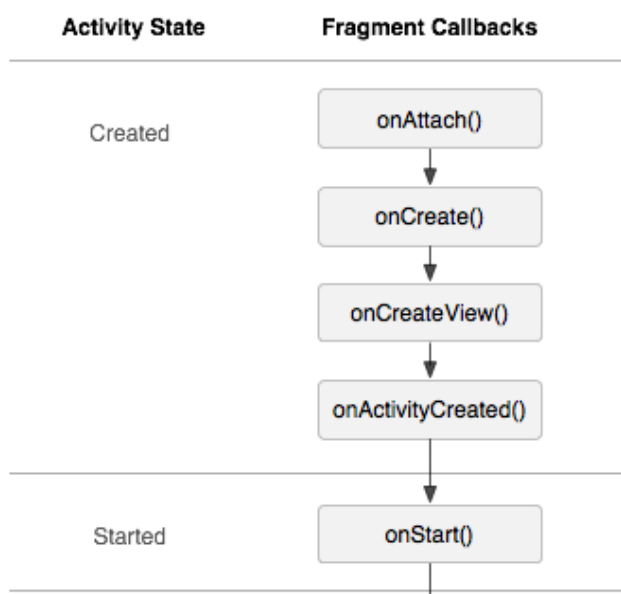 Activity State Fragment Callbacks
onAttach()
Created
onCreate()
onCreateView()
onActivityCreated()
Started onStart()